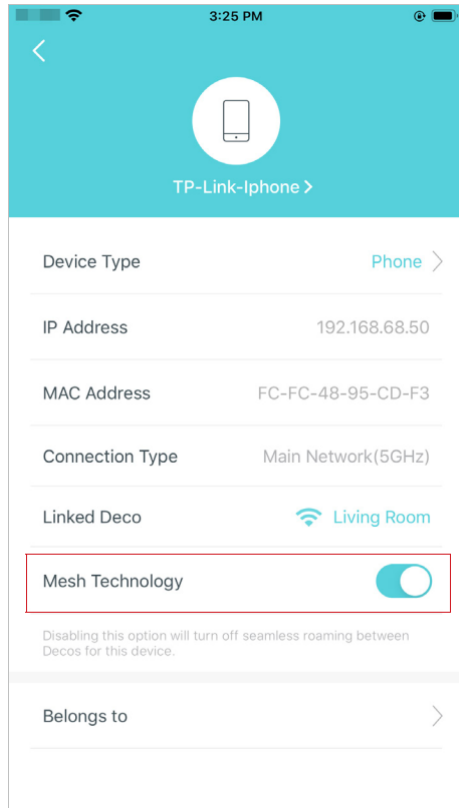 3:25 PM
TP-Link-Iphone
Device Type Phone
IP Address 192.168.68.50
MAC Address FC-FC-48-95-CD-F3
Connection Type Main Network(5GHz)
Linked Deco Living Room
Mesh Technology
Disabling this option will turn off seamless roaming between
Decos for this device.
Belongs to